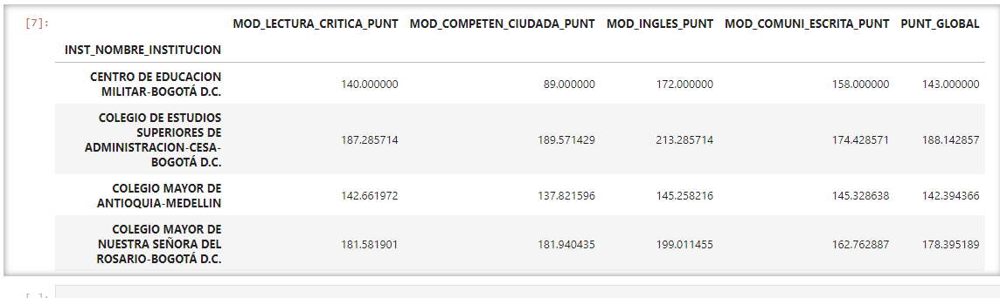 [7]:
MOD_LECTURA_CRITICA_PUNT MOD_COMPETEN_CIUDADA_PUNT MOD_INGLES_PUNT MOD_COMUNI_ESCRITA_PUNT PUNT_GLOBAL
INST_NOMBRE_INSTITUCION
CENTRO DE EDUCACION
MILITAR-BOGOTÁ D.C.
140.000000 89.000000 172.000000 158.000000 143.000000
COLEGIO DE ESTUDIOS
SUPERIORES DE
ADMINISTRACION-CESA-
BOGOTÁ D.C.
187.285714 189.571429 213.285714 174.428571 188.142857
COLEGIO MAYOR DE
ANTIOQUIA-MEDELLIN
142.661972 137.821596 145.258216 145.328638 142.394366
COLEGIO MAYOR DE
NUESTRA SEÑORA DEL
ROSARIO-BOGOTÁ D.C.
181.581901 181.940435 199.011455 162.762887 178.395189
[ ]: